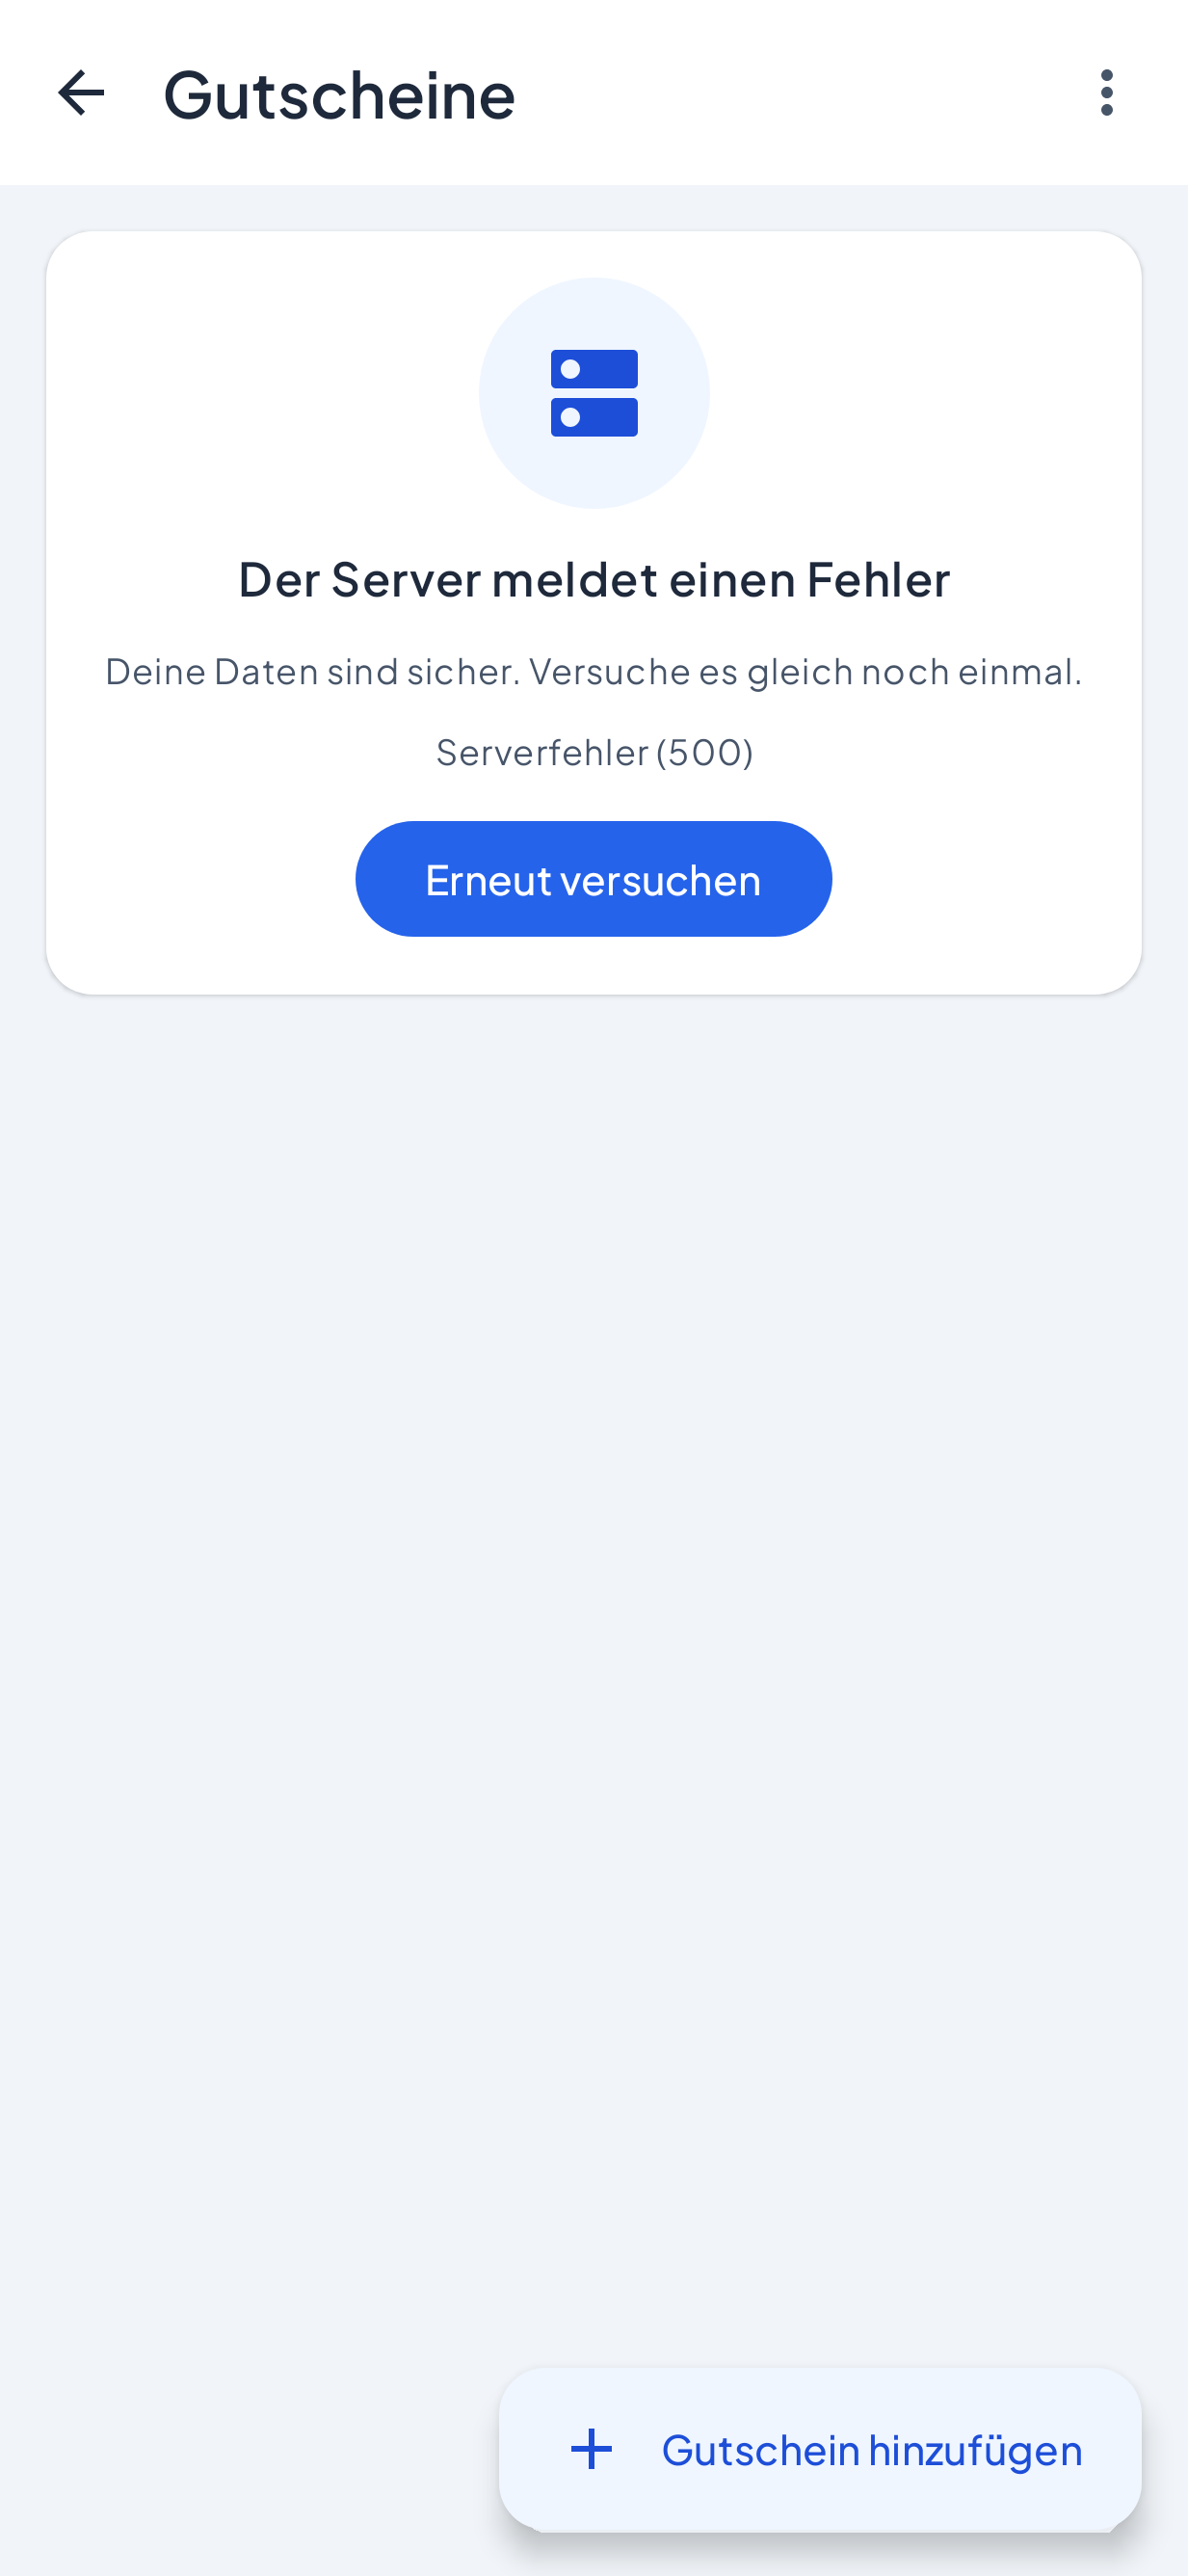 Gutscheine
Der Server meldet einen Fehler
Deine Daten sind sicher. Versuche es gleich noch einmal.
Serverfehler (500)
Erneut versuchen
Gutschein hinzufügen